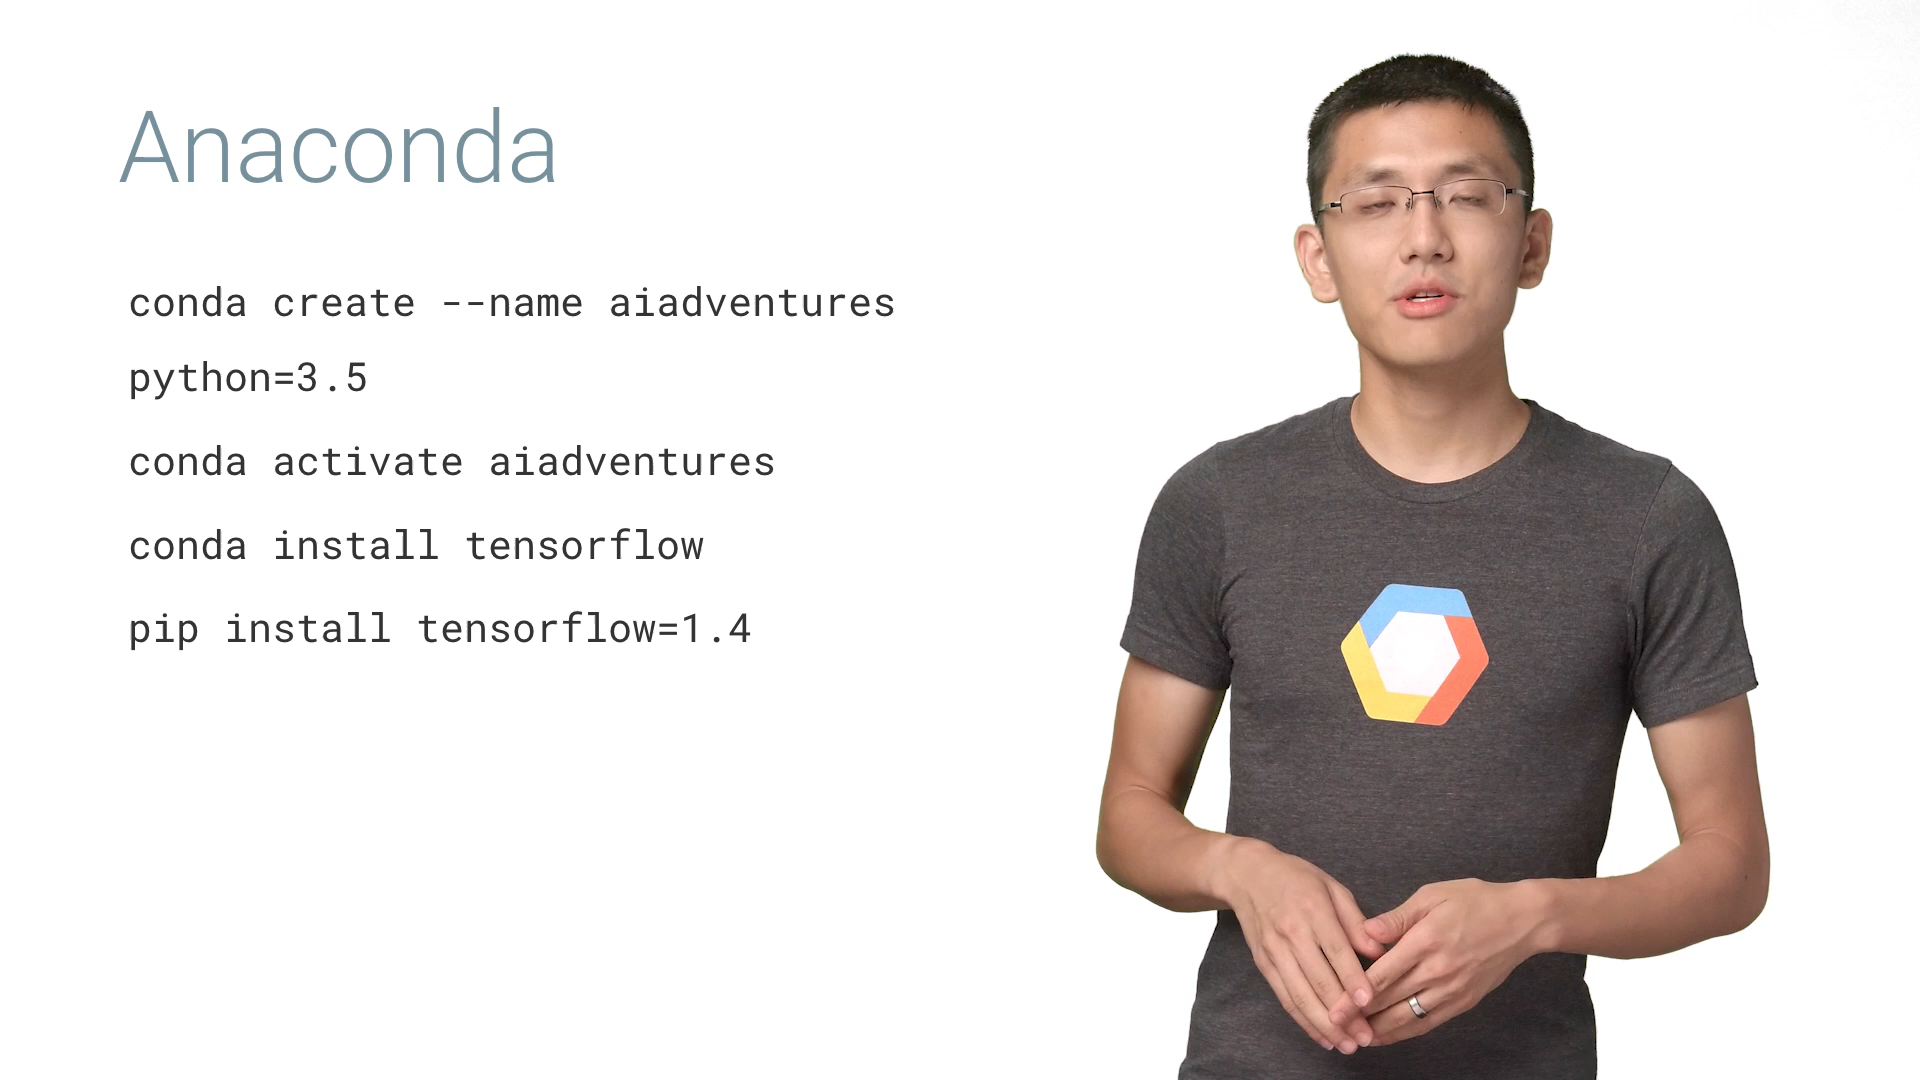 Anaconda
conda create --name aiadventures
python=3.5
conda activate aiadventures
conda install tensorflow
pip install tensorflow=1.4